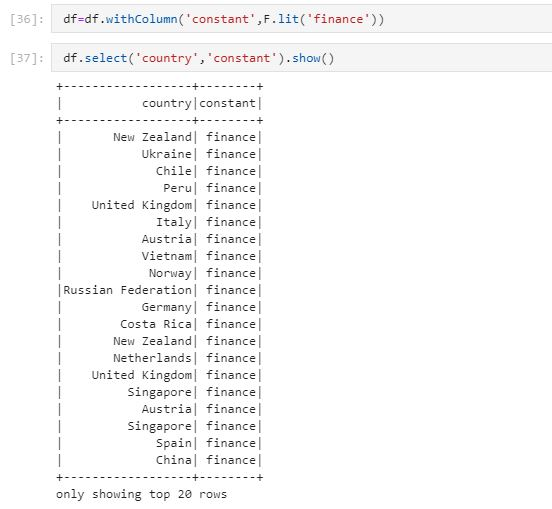 [36]: df=df.withColumn('constant',F.lit('finance'))
[37]: df.select('country','constant').show()
+-----------------+--------+
|          country|constant|
+-----------------+--------+
|      New Zealand| finance|
|          Ukraine| finance|
|            Chile| finance|
|             Peru| finance|
|   United Kingdom| finance|
|            Italy| finance|
|          Austria| finance|
|          Vietnam| finance|
|           Norway| finance|
|Russian Federation| finance|
|          Germany| finance|
|       Costa Rica| finance|
|      New Zealand| finance|
|      Netherlands| finance|
|   United Kingdom| finance|
|        Singapore| finance|
|          Austria| finance|
|        Singapore| finance|
|            Spain| finance|
|            China| finance|
+-----------------+--------+
only showing top 20 rows